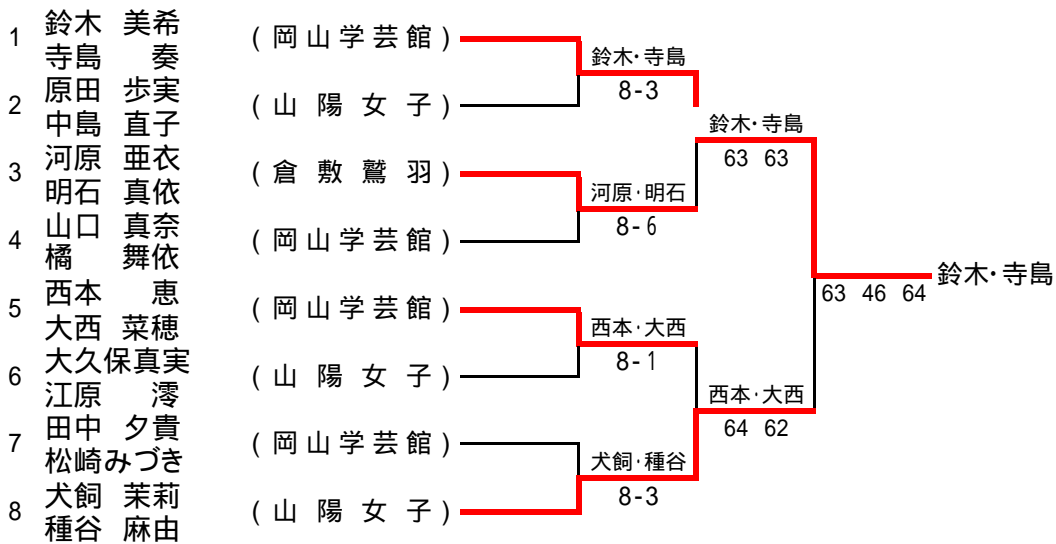 1 鈴木 美希 (岡山学芸館)
寺島 奏
鈴木・寺島
8-3
2 原田 歩実 (山陽女子)
中島 直子
鈴木・寺島
63 63
3 河原 亜衣 (倉敷鷲羽)
明石 真依
河原・明石
8-6
4 山口 真奈 (岡山学芸館)
橘 舞依
鈴木・寺島
63 46 64
5 西本 恵 (岡山学芸館)
大西 菜穂
西本・大西
8-1
6 大久保真実 (山陽女子)
江原 澪
西本・大西
64 62
7 田中 夕貴 (岡山学芸館)
松崎みづき
犬飼・種谷
8-3
8 犬飼 茉莉 (山陽女子)
種谷 麻由